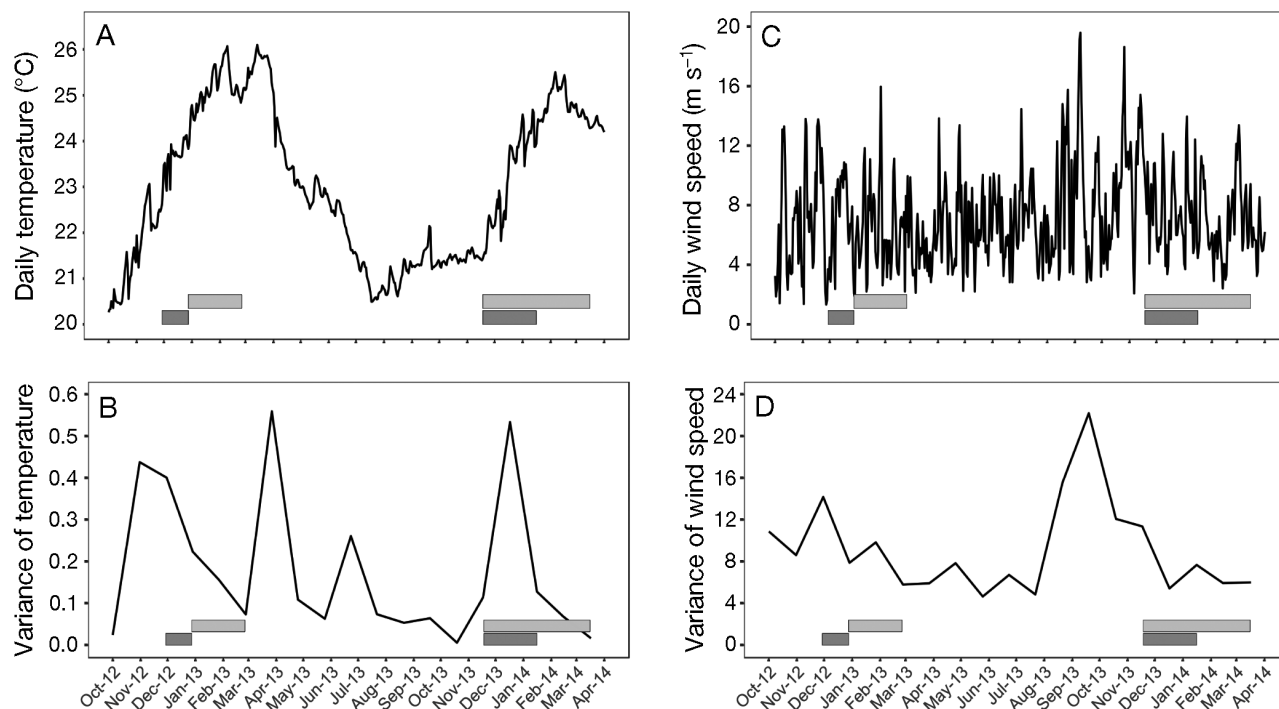 A
Daily temperature (°C)
26
25
24
23
22
21
20
C
Daily wind speed (m s⁻¹)
20
16
12
8
4
0
B
Variance of temperature
0.6
0.5
0.4
0.3
0.2
0.1
0.0
Oct-12
Nov-12
Dec-12
Jan-13
Feb-13
Mar-13
Apr-13
May-13
Jun-13
Jul-13
Aug-13
Sep-13
Oct-13
Nov-13
Dec-13
Jan-14
Feb-14
Mar-14
Apr-14
D
Variance of wind speed
24
20
16
12
8
4
0
Oct-12
Nov-12
Dec-12
Jan-13
Feb-13
Mar-13
Apr-13
May-13
Jun-13
Jul-13
Aug-13
Sep-13
Oct-13
Nov-13
Dec-13
Jan-14
Feb-14
Mar-14
Apr-14